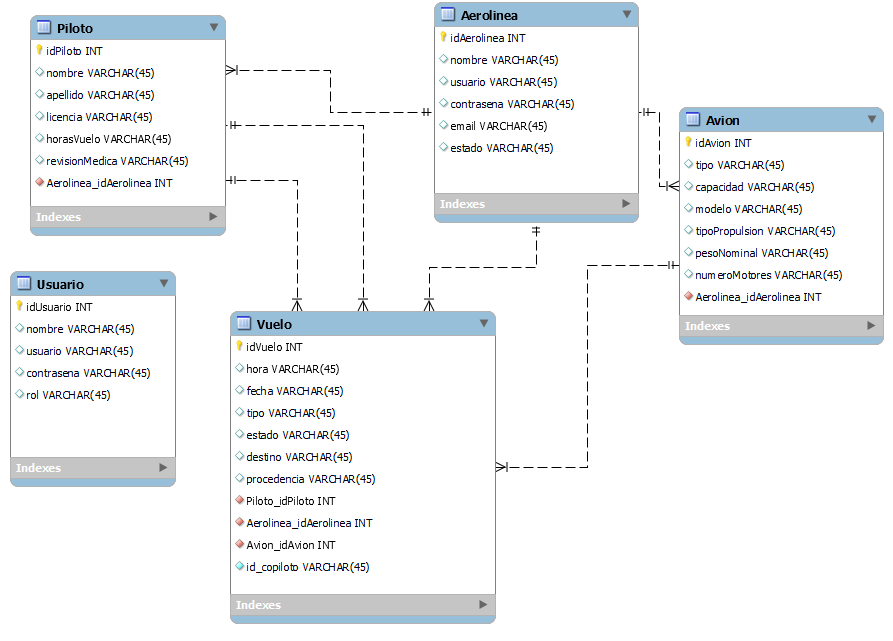 Piloto
idPiloto INT
nombre VARCHAR(45)
apellido VARCHAR(45)
licencia VARCHAR(45)
horasVuelo VARCHAR(45)
revisionMedica VARCHAR(45)
Aerolinea_idAerolinea INT
Indexes
Aerolinea
idAerolinea INT
nombre VARCHAR(45)
usuario VARCHAR(45)
contrasena VARCHAR(45)
email VARCHAR(45)
estado VARCHAR(45)
Indexes
Avion
idAvion INT
tipo VARCHAR(45)
capacidad VARCHAR(45)
modelo VARCHAR(45)
tipoPropulsion VARCHAR(45)
pesoNominal VARCHAR(45)
numeroMotores VARCHAR(45)
Aerolinea_idAerolinea INT
Indexes
Usuario
idUsuario INT
nombre VARCHAR(45)
usuario VARCHAR(45)
contrasena VARCHAR(45)
rol VARCHAR(45)
Indexes
Vuelo
idVuelo INT
hora VARCHAR(45)
fecha VARCHAR(45)
tipo VARCHAR(45)
estado VARCHAR(45)
destino VARCHAR(45)
procedencia VARCHAR(45)
Piloto_idPiloto INT
Aerolinea_idAerolinea INT
Avion_idAvion INT
id_copiloto VARCHAR(45)
Indexes